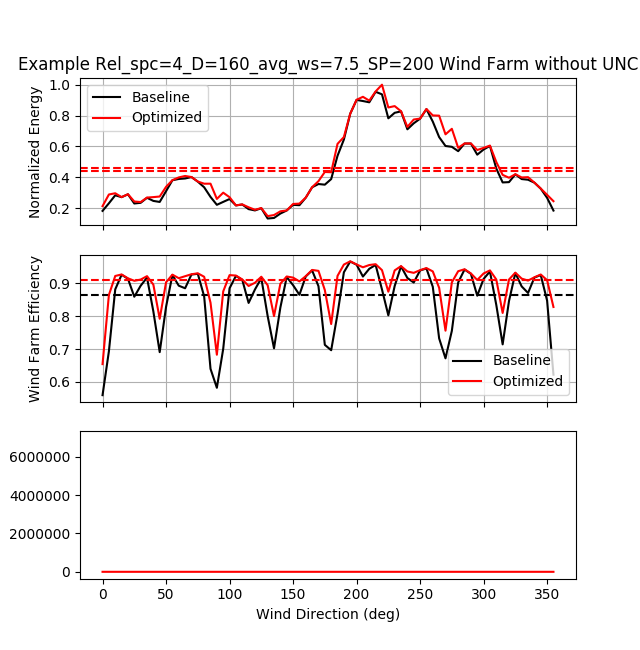 Example Rel_spc=4_D=160_avg_ws=7.5_SP=200 Wind Farm without UNC
Normalized Energy
1.0
0.8
0.6
0.4
0.2
Baseline
Optimized
Wind Farm Efficiency
0.9
0.8
0.7
0.6
Baseline
Optimized
6000000
4000000
2000000
0
0 50 100 150 200 250 300 350
Wind Direction (deg)